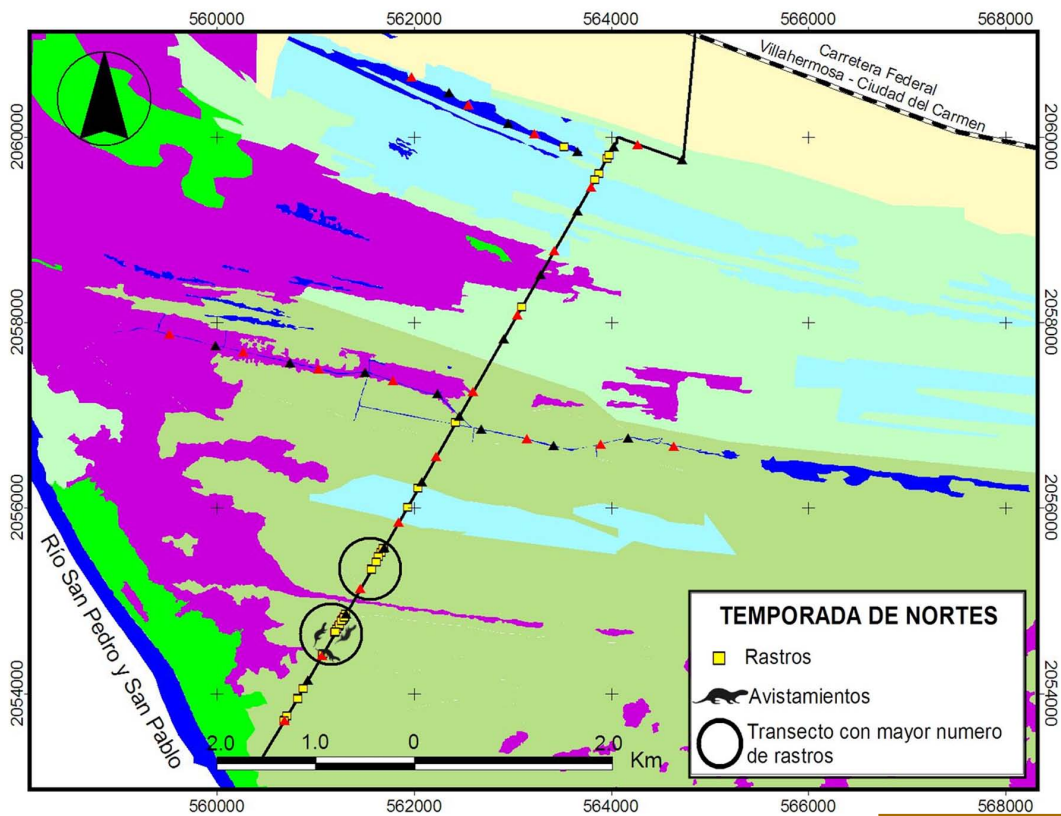 560000 562000 564000 566000 568000
Carretera Federal
Villahermosa - Ciudad del Carmen
2060000 2060000
2058000 2058000
2056000 2056000
2054000 2054000
Río San Pedro y San Pablo
TEMPORADA DE NORTES
Rastros
Avistamientos
Transecto con mayor numero
de rastros
2.0 1.0 0 2.0
Km
560000 562000 564000 566000 568000